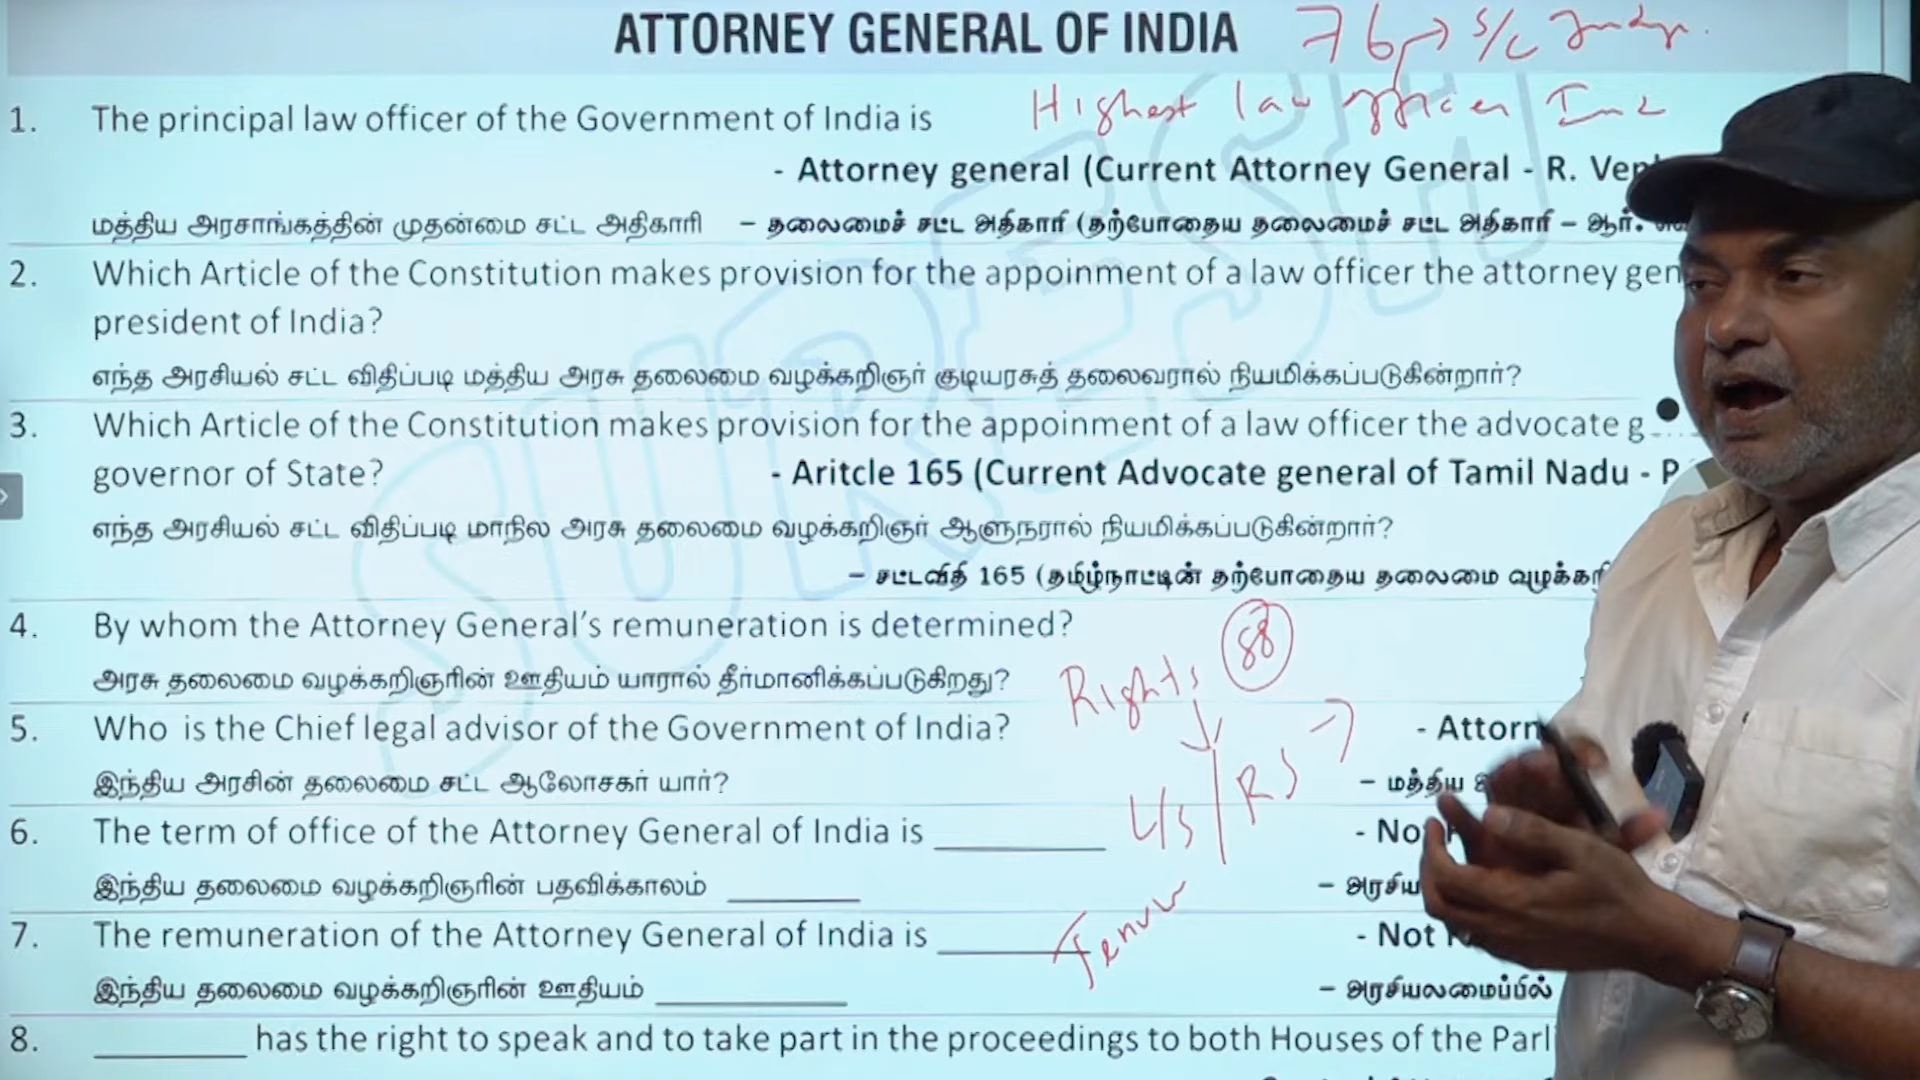 ATTORNEY GENERAL OF INDIA 76 → S/C Judge.
Highest law officer Ind
1. The principal law officer of the Government of India is
- Attorney general (Current Attorney General - R. Ven
மத்திய அரசாங்கத்தின் முதன்மை சட்ட அதிகாரி – தலைமைச் சட்ட அதிகாரி (தற்போதைய தலைமைச் சட்ட அதிகாரி – ஆர்.
2. Which Article of the Constitution makes provision for the appoinment of a law officer the attorney gen
president of India?
எந்த அரசியல் சட்ட விதிப்படி மத்திய அரசு தலைமை வழக்கறிஞர் குடியரசுத் தலைவரால் நியமிக்கப்படுகின்றார்?
3. Which Article of the Constitution makes provision for the appoinment of a law officer the advocate g
governor of State? - Aritcle 165 (Current Advocate general of Tamil Nadu - P
எந்த அரசியல் சட்ட விதிப்படி மாநில அரசு தலைமை வழக்கறிஞர் ஆளுநரால் நியமிக்கப்படுகின்றார்?
– சட்டவிதி 165 (தமிழ்நாட்டின் தற்போதைய தலைமை வழக்கறி
4. By whom the Attorney General's remuneration is determined?
Rights 88
அரசு தலைமை வழக்கறிஞரின் ஊதியம் யாரால் தீர்மானிக்கப்படுகிறது?
5. Who is the Chief legal advisor of the Government of India? - Attorn
இந்திய அரசின் தலைமை சட்ட ஆலோசகர் யார்? – மத்திய
L/S RS
6. The term of office of the Attorney General of India is ________ - No
இந்திய தலைமை வழக்கறிஞரின் பதவிக்காலம் ________ – அரசிய
Tenur
7. The remuneration of the Attorney General of India is ________ - Not
இந்திய தலைமை வழக்கறிஞரின் ஊதியம் ________ – அரசியலமைப்பில்
8. ________ has the right to speak and to take part in the proceedings to both Houses of the Parli
SURESH